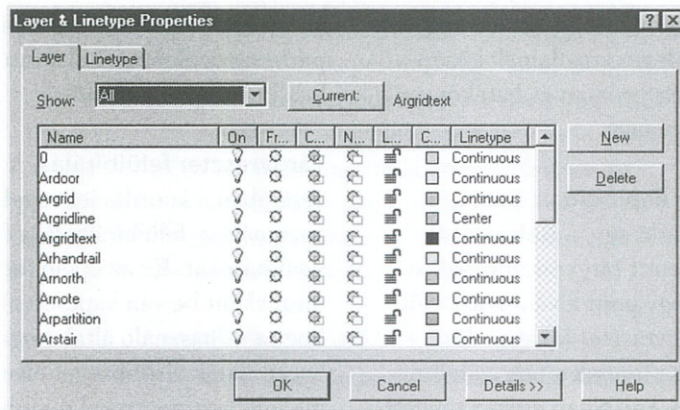 Layer & Linetype Properties
Layer Linetype
Show: All Current: Argridtext
Name On Fr... C... N... L... C... Linetype
0 Continuous
Ardoor Continuous
Argrid Continuous
Argridline Center
Argridtext Continuous
Arhandrail Continuous
Arnorth Continuous
Arnote Continuous
Arpartition Continuous
Arstair Continuous
New
Delete
OK Cancel Details >> Help